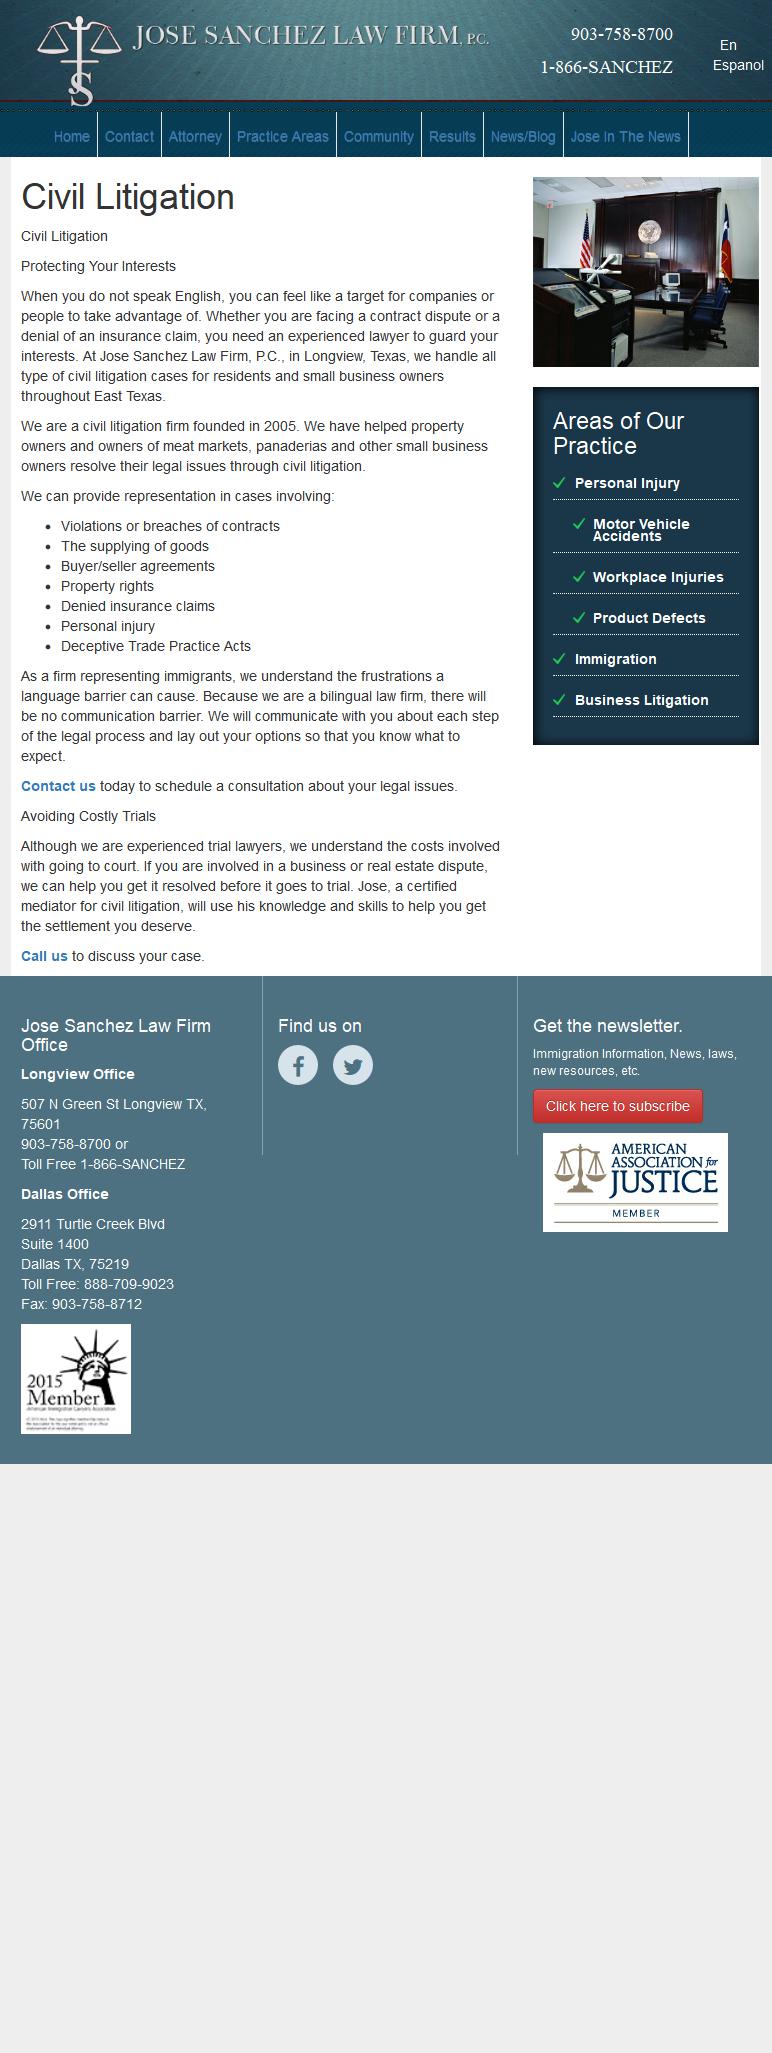 JOSE SANCHEZ LAW FIRM, P.C.
903-758-8700
1-866-SANCHEZ
En
Espanol
JS
Home
Contact
Attorney
Practice Areas
Community
Results
News/Blog
Jose In The News
Civil Litigation
Civil Litigation
Protecting Your Interests
When you do not speak English, you can feel like a target for companies or
people to take advantage of. Whether you are facing a contract dispute or a
denial of an insurance claim, you need an experienced lawyer to guard your
interests. At Jose Sanchez Law Firm, P.C., in Longview, Texas, we handle all
type of civil litigation cases for residents and small business owners
throughout East Texas.
We are a civil litigation firm founded in 2005. We have helped property
owners and owners of meat markets, panaderias and other small business
owners resolve their legal issues through civil litigation.
We can provide representation in cases involving:
Violations or breaches of contracts
The supplying of goods
Buyer/seller agreements
Property rights
Denied insurance claims
Personal injury
Deceptive Trade Practice Acts
As a firm representing immigrants, we understand the frustrations a
language barrier can cause. Because we are a bilingual law firm, there will
be no communication barrier. We will communicate with you about each step
of the legal process and lay out your options so that you know what to
expect.
Contact us today to schedule a consultation about your legal issues.
Avoiding Costly Trials
Although we are experienced trial lawyers, we understand the costs involved
with going to court. If you are involved in a business or real estate dispute,
we can help you get it resolved before it goes to trial. Jose, a certified
mediator for civil litigation, will use his knowledge and skills to help you get
the settlement you deserve.
Call us to discuss your case.
Areas of Our
Practice
Personal Injury
Motor Vehicle
Accidents
Workplace Injuries
Product Defects
Immigration
Business Litigation
Jose Sanchez Law Firm
Office
Longview Office
507 N Green St Longview TX,
75601
903-758-8700 or
Toll Free 1-866-SANCHEZ
Dallas Office
2911 Turtle Creek Blvd
Suite 1400
Dallas TX, 75219
Toll Free: 888-709-9023
Fax: 903-758-8712
2015
Member
American Immigration Lawyers Association
Find us on
Get the newsletter.
Immigration Information, News, laws,
new resources, etc.
Click here to subscribe
AMERICAN
ASSOCIATION for
JUSTICE
MEMBER